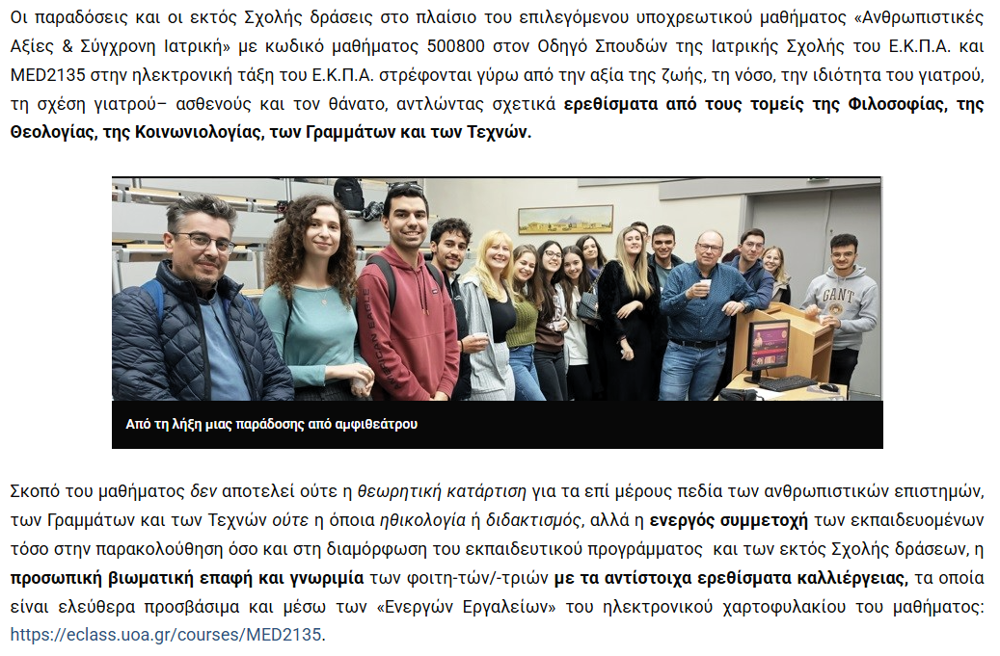 Οι παραδόσεις και οι εκτός Σχολής δράσεις στο πλαίσιο του επιλεγόμενου υποχρεωτικού μαθήματος «Ανθρωπιστικές
Αξίες & Σύγχρονη Ιατρική» με κωδικό μαθήματος 500800 στον Οδηγό Σπουδών της Ιατρικής Σχολής του Ε.Κ.Π.Α. και
MED2135 στην ηλεκτρονική τάξη του Ε.Κ.Π.Α. στρέφονται γύρω από την αξία της ζωής, τη νόσο, την ιδιότητα του γιατρού,
τη σχέση γιατρού– ασθενούς και τον θάνατο, αντλώντας σχετικά ερεθίσματα από τους τομείς της Φιλοσοφίας, της
Θεολογίας, της Κοινωνιολογίας, των Γραμμάτων και των Τεχνών.
GANT
Από τη λήξη μιας παράδοσης από αμφιθεάτρου
Σκοπό του μαθήματος δεν αποτελεί ούτε η θεωρητική κατάρτιση για τα επί μέρους πεδία των ανθρωπιστικών επιστημών,
των Γραμμάτων και των Τεχνών ούτε η όποια ηθικολογία ή διδακτισμός, αλλά η ενεργός συμμετοχή των εκπαιδευομένων
τόσο στην παρακολούθηση όσο και στη διαμόρφωση του εκπαιδευτικού προγράμματος και των εκτός Σχολής δράσεων, η
προσωπική βιωματική επαφή και γνωριμία των φοιτη-τών/-τριών με τα αντίστοιχα ερεθίσματα καλλιέργειας, τα οποία
είναι ελεύθερα προσβάσιμα και μέσω των «Ενεργών Εργαλείων» του ηλεκτρονικού χαρτοφυλακίου του μαθήματος:
https://eclass.uoa.gr/courses/MED2135.